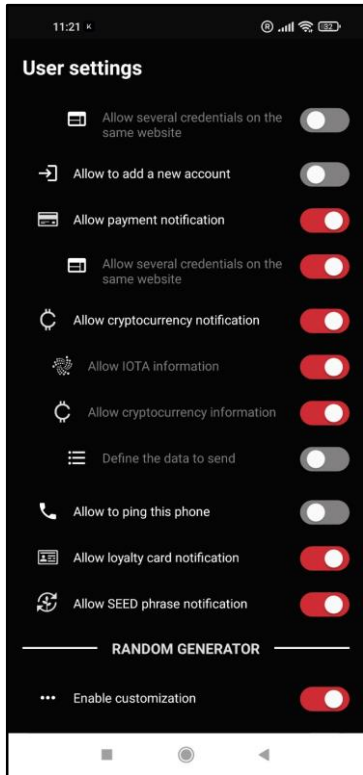 11:21 K
R 82
User settings
Allow several credentials on the
same website
Allow to add a new account
Allow payment notification
Allow several credentials on the
same website
Allow cryptocurrency notification
Allow IOTA information
Allow cryptocurrency information
Define the data to send
Allow to ping this phone
Allow loyalty card notification
Allow SEED phrase notification
RANDOM GENERATOR
Enable customization